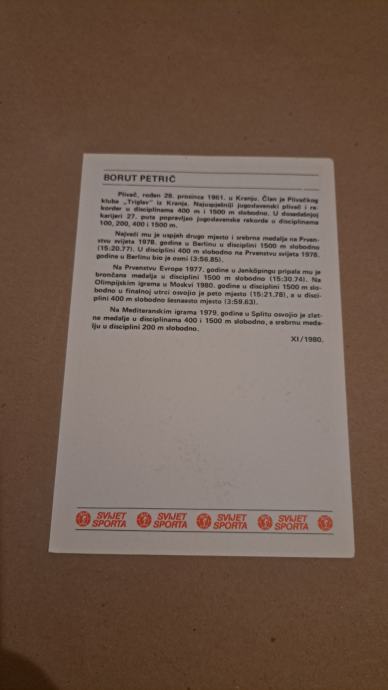 BORUT PETRIČ
Plivač, rođen 28. prosinca 1961. u Kranju. Član je Plivačkog
kluba „Triglav" iz Kranja. Najuspješniji jugoslavenski plivač i re-
korder u disciplinama 400 m i 1500 m slobodno. U dosadašnjoj
karijeri 27. puta popravljao jugoslavenske rekorde u disciplinama
100, 200, 400 i 1500 m.
Najveći mu je uspjeh drugo mjesto i srebrna medalja na Prven-
stvu svijeta 1978. godine u Berlinu u disciplini 1500 m slobodno
(15:20.77). U disciplini 400 m slobodno na Prvenstvu svijeta 1978.
godine u Berlinu bio je osmi (3:56.85).
Na Prvenstvu Evrope 1977. godine u Jenköpingu pripala mu je
brončana medalja u disciplini 1500 m (15:30.74). Na
Olimpijskim igrama u Moskvi 1980. godine u disciplini 1500 m slo-
bodno u finalnoj utrci osvojio je peto mjesto (15:21.78), a u disci-
plini 400 m slobodno šesnaesto mjesto (3:59.63).
Na Mediteranskim igrama 1979. godine u Splitu osvojio je zlat-
ne medalje u disciplinama 400 i 1500 m slobodno, a srebrnu meda-
lju u disciplini 200 m slobodno.
XI/1980.
SVIJET SPORTA SVIJET SPORTA SVIJET SPORTA SVIJET SPORTA